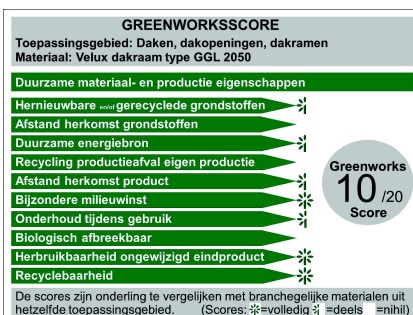 GREENWORKSSCORE
Toepassingsgebied: Daken, dakopeningen, dakramen
Materiaal: Velux dakraam type GGL 2050
Duurzame materiaal- en productie eigenschappen
Hernieuwbare en/of gerecyclede grondstoffen
Afstand herkomst grondstoffen
Duurzame energiebron
Recycling productieafval eigen productie
Afstand herkomst product
Bijzondere milieuwinst
Onderhoud tijdens gebruik
Biologisch afbreekbaar
Herbruikbaarheid ongewijzigd eindproduct
Recyclebaarheid
Greenworks
10 /20
Score
De scores zijn onderling te vergelijken met branchegelijke materialen uit
hetzelfde toepassingsgebied. (Scores: =volledig =deels =nihil)